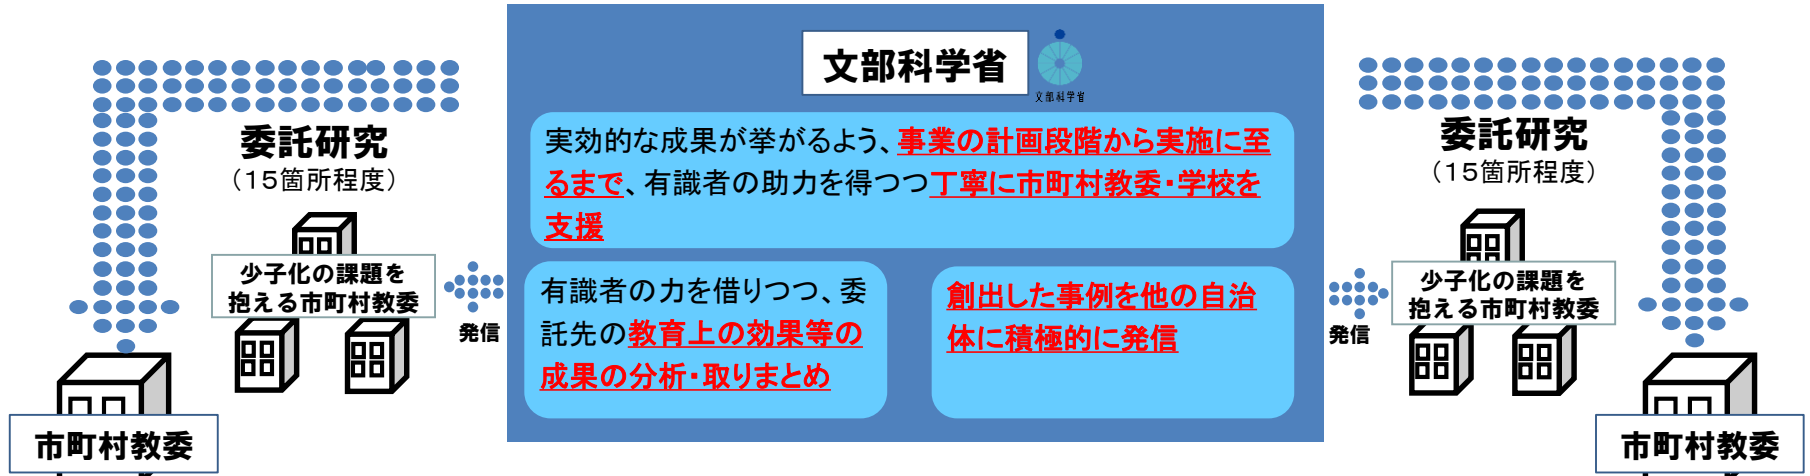 文部科学省
文部科学省
実効的な成果が挙がるよう、事業の計画段階から実施に至
るまで、有識者の助力を得つつ丁寧に市町村教委・学校を
支援
有識者の力を借りつつ、委
託先の教育上の効果等の
成果の分析・取りまとめ
創出した事例を他の自治
体に積極的に発信
委託研究
（１５箇所程度）
少子化の課題を
抱える市町村教委
発信
市町村教委
委託研究
（１５箇所程度）
少子化の課題を
抱える市町村教委
発信
市町村教委